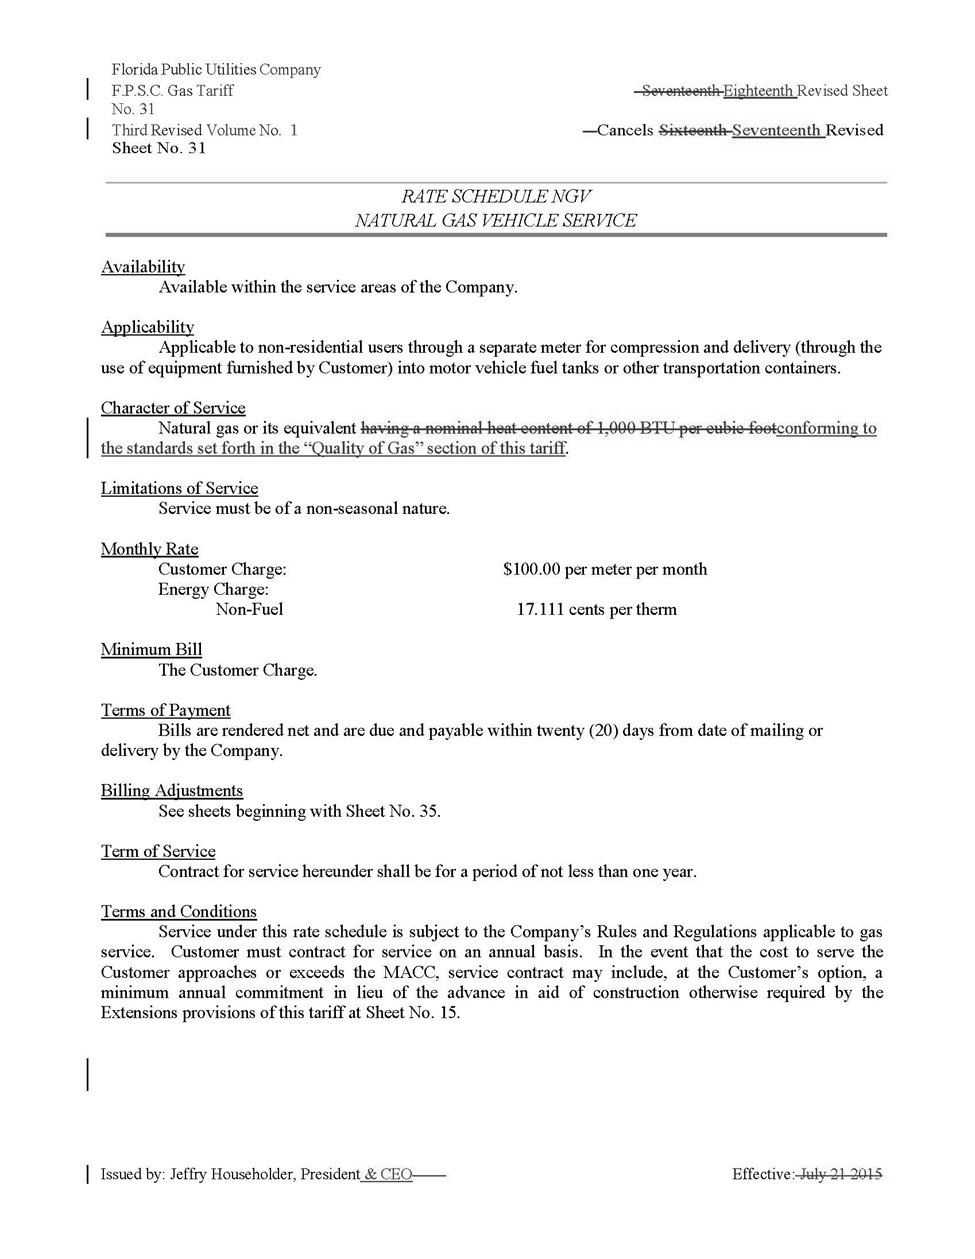 Florida Public Utilities Company
F.P.S.C. Gas Tariff Seventeenth Eighteenth Revised Sheet
No. 31
Third Revised Volume No. 1 Cancels Sixteenth Seventeenth Revised
Sheet No. 31
RATE SCHEDULE NGV
NATURAL GAS VEHICLE SERVICE
Availability
Available within the service areas of the Company.
Applicability
Applicable to non-residential users through a separate meter for compression and delivery (through the
use of equipment furnished by Customer) into motor vehicle fuel tanks or other transportation containers.
Character of Service
Natural gas or its equivalent having a nominal heat content of 1,000 BTU per cubic footconforming to
the standards set forth in the “Quality of Gas” section of this tariff.
Limitations of Service
Service must be of a non-seasonal nature.
Monthly Rate
Customer Charge: $100.00 per meter per month
Energy Charge:
Non-Fuel 17.111 cents per therm
Minimum Bill
The Customer Charge.
Terms of Payment
Bills are rendered net and are due and payable within twenty (20) days from date of mailing or
delivery by the Company.
Billing Adjustments
See sheets beginning with Sheet No. 35.
Term of Service
Contract for service hereunder shall be for a period of not less than one year.
Terms and Conditions
Service under this rate schedule is subject to the Company’s Rules and Regulations applicable to gas
service. Customer must contract for service on an annual basis. In the event that the cost to serve the
Customer approaches or exceeds the MACC, service contract may include, at the Customer’s option, a
minimum annual commitment in lieu of the advance in aid of construction otherwise required by the
Extensions provisions of this tariff at Sheet No. 15.
Issued by: Jeffry Householder, President & CEO Effective: July 21 2015